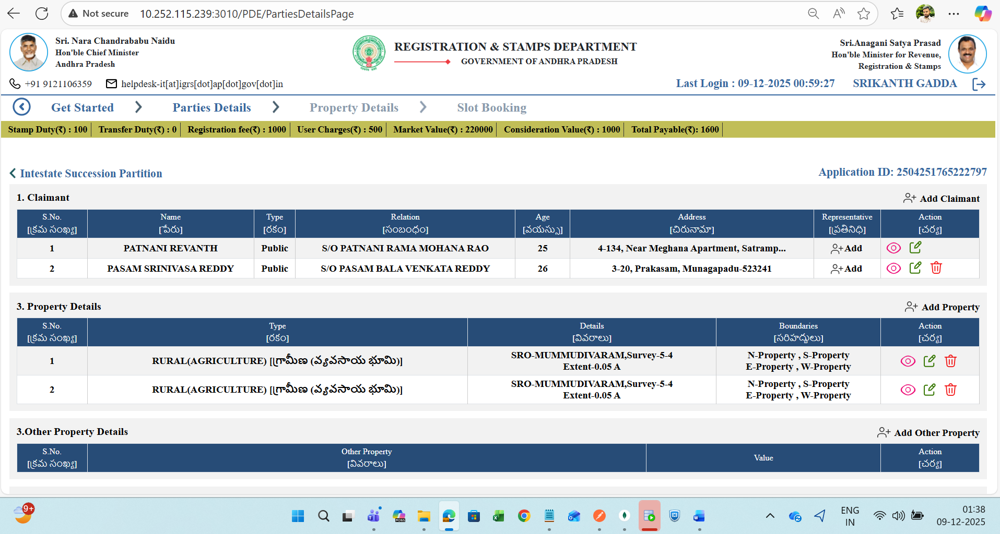 Not secure 10.252.115.239:3010/PDE/PartiesDetailsPage
Sri. Nara Chandrababu Naidu
Hon'ble Chief Minister
Andhra Pradesh
REGISTRATION & STAMPS DEPARTMENT
GOVERNMENT OF ANDHRA PRADESH
Sri.Anagani Satya Prasad
Hon'ble Minister for Revenue,
Registration & Stamps
+91 9121106359 helpdesk-it[at]igrs[dot]ap[dot]gov[dot]in
Last Login : 09-12-2025 00:59:27 SRIKANTH GADDA
Get Started Parties Details Property Details Slot Booking
Stamp Duty(₹) : 100 Transfer Duty(₹) : 0 Registration fee(₹) : 1000 User Charges(₹) : 500 Market Value(₹) : 220000 Consideration Value(₹) : 1000 Total Payable(₹): 1600
Intestate Succession Partition Application ID: 2504251765222797
1. Claimant Add Claimant
S.No. Name Type Relation Age Address Representative Action
[క్రమ సంఖ్య] [పేరు] [రకం] [సంబంధం] [వయస్సు] [చిరునామా] [ప్రతినిధి] [చర్య]
1 PATNANI REVANTH Public S/O PATNANI RAMA MOHANA RAO 25 4-134, Near Meghana Apartment, Satramp... Add
2 PASAM SRINIVASA REDDY Public S/O PASAM BALA VENKATA REDDY 26 3-20, Prakasam, Munagapadu-523241 Add
3. Property Details Add Property
S.No. Type Details Boundaries Action
[క్రమ సంఖ్య] [రకం] [వివరాలు] [సరిహద్దులు] [చర్య]
1 RURAL(AGRICULTURE) [గ్రామీణ (వ్యవసాయ భూమి)] SRO-MUMMUDIVARAM,Survey-5-4 N-Property , S-Property
Extent-0.05 A E-Property , W-Property
2 RURAL(AGRICULTURE) [గ్రామీణ (వ్యవసాయ భూమి)] SRO-MUMMUDIVARAM,Survey-5-4 N-Property , S-Property
Extent-0.05 A E-Property , W-Property
3.Other Property Details Add Other Property
S.No. Other Property Value Action
[క్రమ సంఖ్య] [వివరాలు] [చర్య]
9+
M365
ENG
IN
01:38
09-12-2025